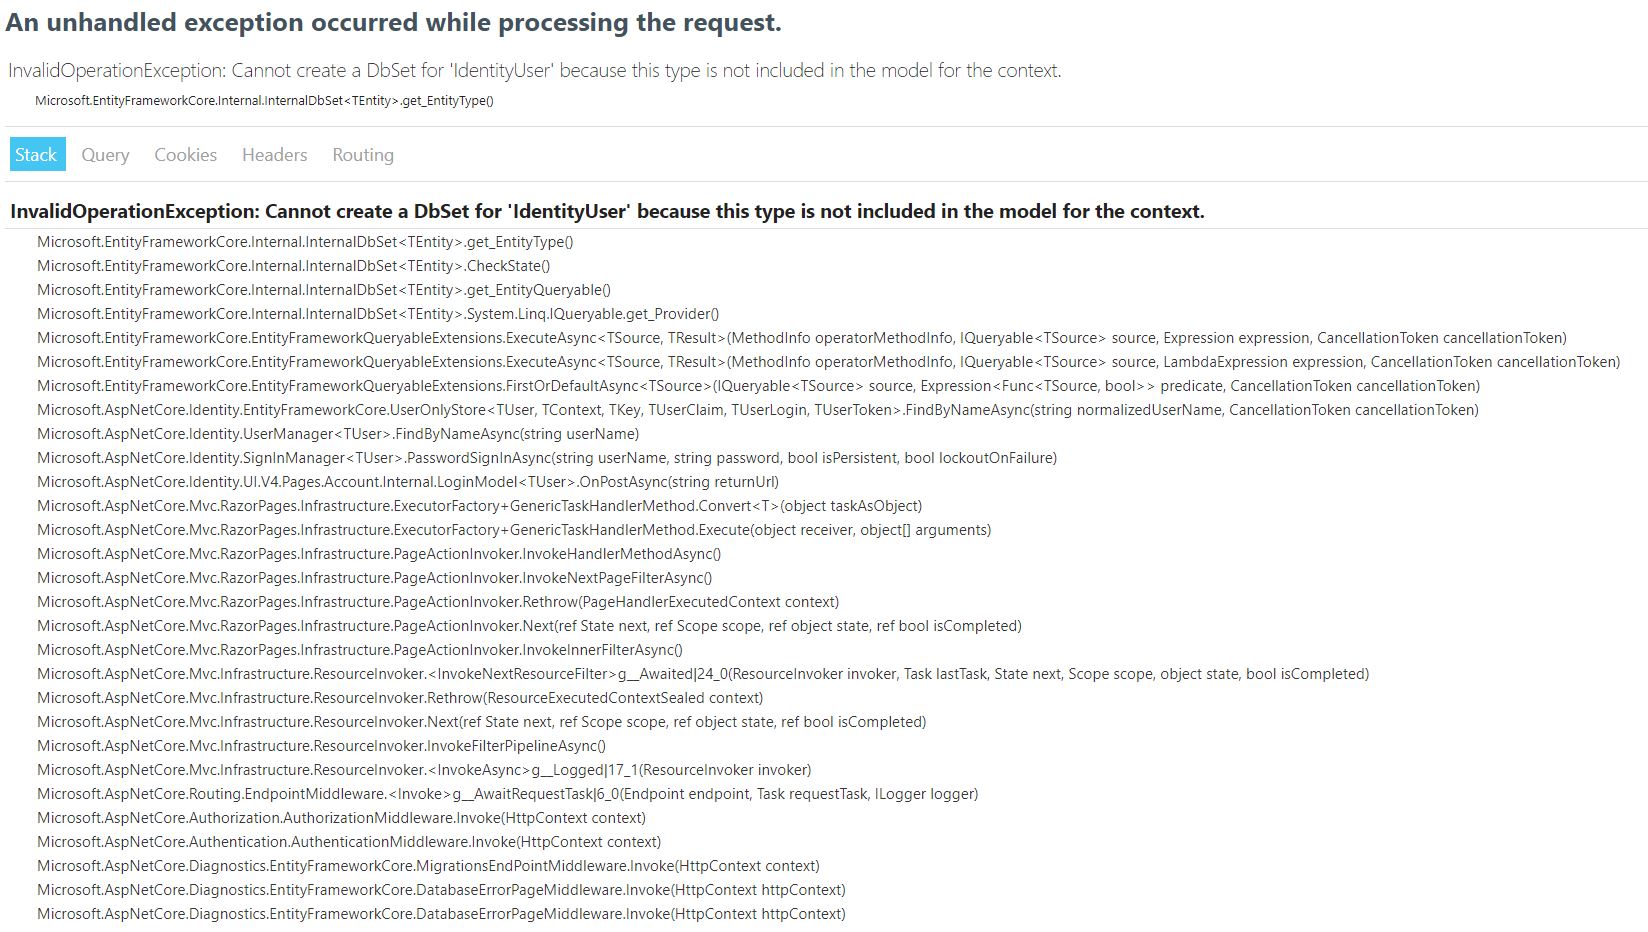 An unhandled exception occurred while processing the request.
InvalidOperationException: Cannot create a DbSet for 'IdentityUser' because this type is not included in the model for the context.
Microsoft.EntityFrameworkCore.Internal.InternalDbSet<TEntity>.get_EntityType()
Stack Query Cookies Headers Routing
InvalidOperationException: Cannot create a DbSet for 'IdentityUser' because this type is not included in the model for the context.
Microsoft.EntityFrameworkCore.Internal.InternalDbSet<TEntity>.get_EntityType()
Microsoft.EntityFrameworkCore.Internal.InternalDbSet<TEntity>.CheckState()
Microsoft.EntityFrameworkCore.Internal.InternalDbSet<TEntity>.get_EntityQueryable()
Microsoft.EntityFrameworkCore.Internal.InternalDbSet<TEntity>.System.Linq.IQueryable.get_Provider()
Microsoft.EntityFrameworkCore.EntityFrameworkQueryableExtensions.ExecuteAsync<TSource, TResult>(MethodInfo operatorMethodInfo, IQueryable<TSource> source, Expression expression, CancellationToken cancellationToken)
Microsoft.EntityFrameworkCore.EntityFrameworkQueryableExtensions.ExecuteAsync<TSource, TResult>(MethodInfo operatorMethodInfo, IQueryable<TSource> source, LambdaExpression expression, CancellationToken cancellationToken)
Microsoft.EntityFrameworkCore.EntityFrameworkQueryableExtensions.FirstOrDefaultAsync<TSource>(IQueryable<TSource> source, Expression<Func<TSource, bool>> predicate, CancellationToken cancellationToken)
Microsoft.AspNetCore.Identity.EntityFrameworkCore.UserOnlyStore<TUser, TContext, TKey, TUserClaim, TUserLogin, TUserToken>.FindByNameAsync(string normalizedUserName, CancellationToken cancellationToken)
Microsoft.AspNetCore.Identity.UserManager<TUser>.FindByNameAsync(string userName)
Microsoft.AspNetCore.Identity.SignInManager<TUser>.PasswordSignInAsync(string userName, string password, bool isPersistent, bool lockoutOnFailure)
Microsoft.AspNetCore.Identity.UI.V4.Pages.Account.Internal.LoginModel<TUser>.OnPostAsync(string returnUrl)
Microsoft.AspNetCore.Mvc.RazorPages.Infrastructure.ExecutorFactory+GenericTaskHandlerMethod.Convert<T>(object taskAsObject)
Microsoft.AspNetCore.Mvc.RazorPages.Infrastructure.ExecutorFactory+GenericTaskHandlerMethod.Execute(object receiver, object[] arguments)
Microsoft.AspNetCore.Mvc.RazorPages.Infrastructure.PageActionInvoker.InvokeHandlerMethodAsync()
Microsoft.AspNetCore.Mvc.RazorPages.Infrastructure.PageActionInvoker.InvokeNextPageFilterAsync()
Microsoft.AspNetCore.Mvc.RazorPages.Infrastructure.PageActionInvoker.Rethrow(PageHandlerExecutedContext context)
Microsoft.AspNetCore.Mvc.RazorPages.Infrastructure.PageActionInvoker.Next(ref State next, ref Scope scope, ref object state, ref bool isCompleted)
Microsoft.AspNetCore.Mvc.RazorPages.Infrastructure.PageActionInvoker.InvokeInnerFilterAsync()
Microsoft.AspNetCore.Mvc.Infrastructure.ResourceInvoker.<InvokeNextResourceFilter>g__Awaited|24_0(ResourceInvoker invoker, Task lastTask, State next, Scope scope, object state, bool isCompleted)
Microsoft.AspNetCore.Mvc.Infrastructure.ResourceInvoker.Rethrow(ResourceExecutedContextSealed context)
Microsoft.AspNetCore.Mvc.Infrastructure.ResourceInvoker.Next(ref State next, ref Scope scope, ref object state, ref bool isCompleted)
Microsoft.AspNetCore.Mvc.Infrastructure.ResourceInvoker.InvokeFilterPipelineAsync()
Microsoft.AspNetCore.Mvc.Infrastructure.ResourceInvoker.<InvokeAsync>g__Logged|17_1(ResourceInvoker invoker)
Microsoft.AspNetCore.Routing.EndpointMiddleware.<Invoke>g__AwaitRequestTask|6_0(Endpoint endpoint, Task requestTask, ILogger logger)
Microsoft.AspNetCore.Authorization.AuthorizationMiddleware.Invoke(HttpContext context)
Microsoft.AspNetCore.Authentication.AuthenticationMiddleware.Invoke(HttpContext context)
Microsoft.AspNetCore.Diagnostics.EntityFrameworkCore.MigrationsEndPointMiddleware.Invoke(HttpContext context)
Microsoft.AspNetCore.Diagnostics.EntityFrameworkCore.DatabaseErrorPageMiddleware.Invoke(HttpContext httpContext)
Microsoft.AspNetCore.Diagnostics.EntityFrameworkCore.DatabaseErrorPageMiddleware.Invoke(HttpContext httpContext)